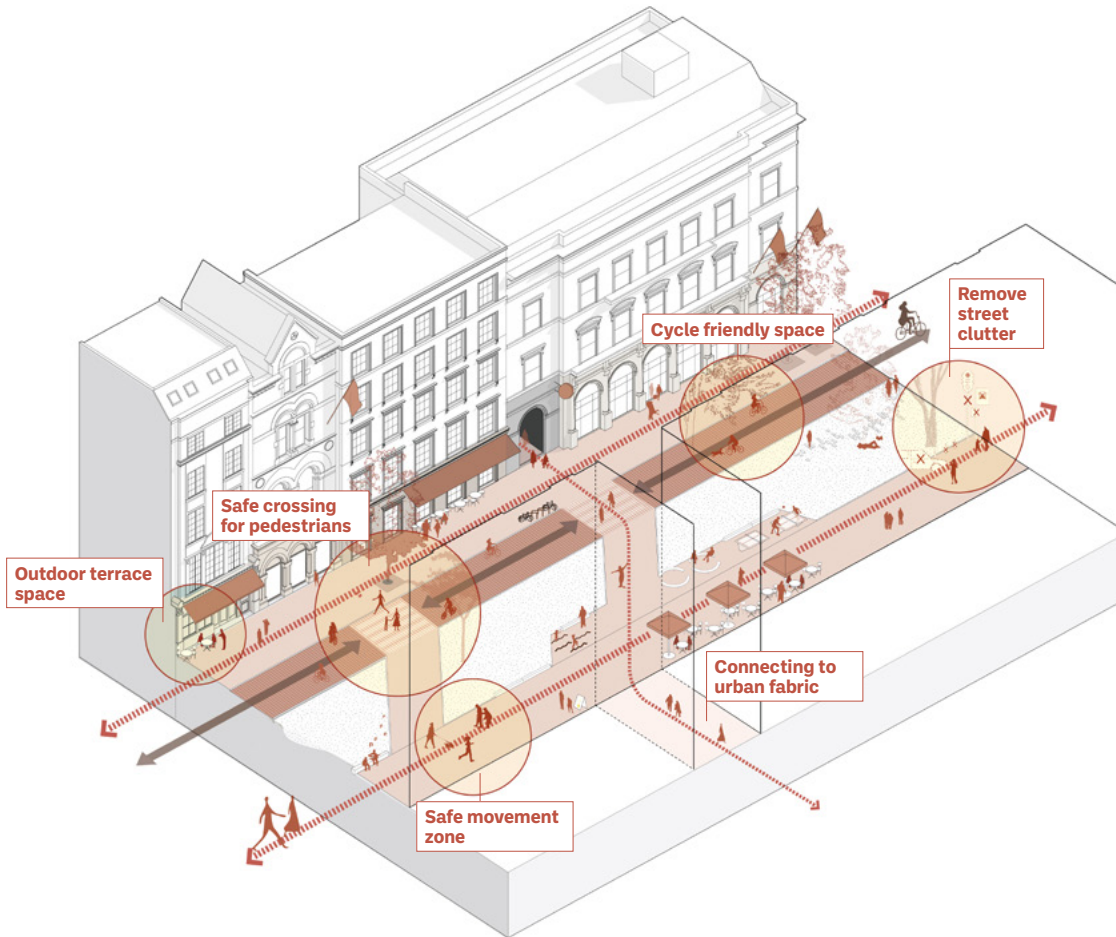 Remove
street
clutter
Cycle friendly space
Safe crossing
for pedestrians
Outdoor terrace
space
Connecting to
urban fabric
Safe movement
zone